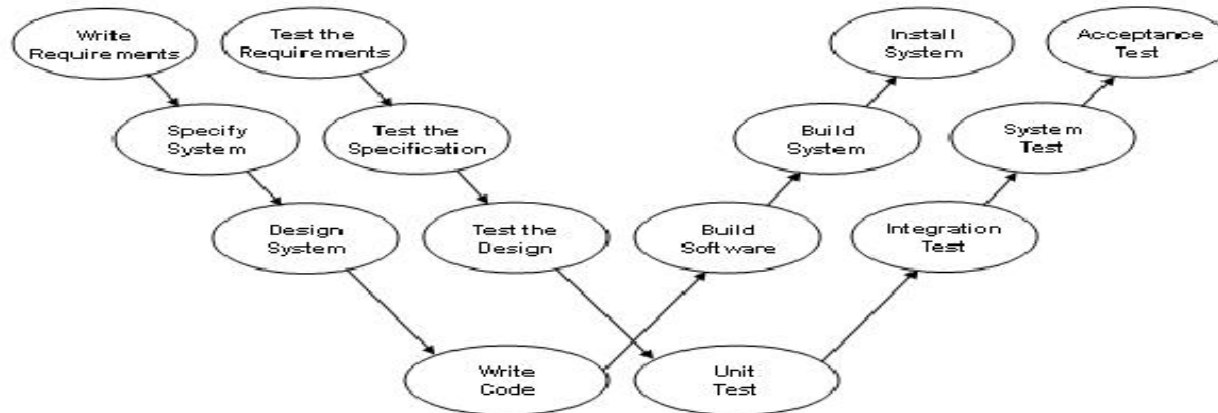 Write
Requirements
Test the
Requirements
Install
System
Acceptance
Test
Specify
System
Test the
Specification
Build
System
System
Test
Design
System
Test the
Design
Build
Software
Integration
Test
Write
Code
Unit
Test